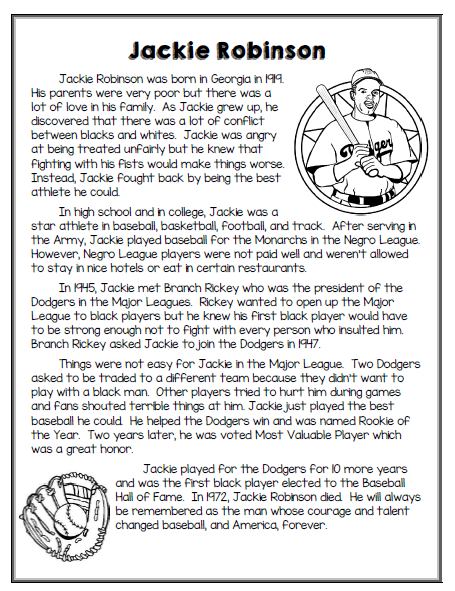 Jackie Robinson
Jackie Robinson was born in Georgia in 1919.
His parents were very poor but there was a
lot of love in his family. As Jackie grew up, he
discovered that there was a lot of conflict
between blacks and whites. Jackie was angry
at being treated unfairly but he knew that
fighting with his fists would make things worse.
Instead, Jackie fought back by being the best
athlete he could.
Dodgers
In high school and in college, Jackie was a
star athlete in baseball, basketball, football, and track. After serving in
the Army, Jackie played baseball for the Monarchs in the Negro League.
However, Negro League players were not paid well and weren't allowed
to stay in nice hotels or eat in certain restaurants.
In 1945, Jackie met Branch Rickey who was the president of the
Dodgers in the Major Leagues. Rickey wanted to open up the Major
League to black players but he knew his first black player would have
to be strong enough not to fight with every person who insulted him.
Branch Rickey asked Jackie to join the Dodgers in 1947.
Things were not easy for Jackie in the Major League. Two Dodgers
asked to be traded to a different team because they didn't want to
play with a black man. Other players tried to hurt him during games
and fans shouted terrible things at him. Jackie just played the best
baseball he could. He helped the Dodgers win and was named Rookie of
the Year. Two years later, he was voted Most Valuable Player which
was a great honor.
Jackie played for the Dodgers for 10 more years
and was the first black player elected to the Baseball
Hall of Fame. In 1972, Jackie Robinson died. He will always
be remembered as the man whose courage and talent
changed baseball, and America, forever.